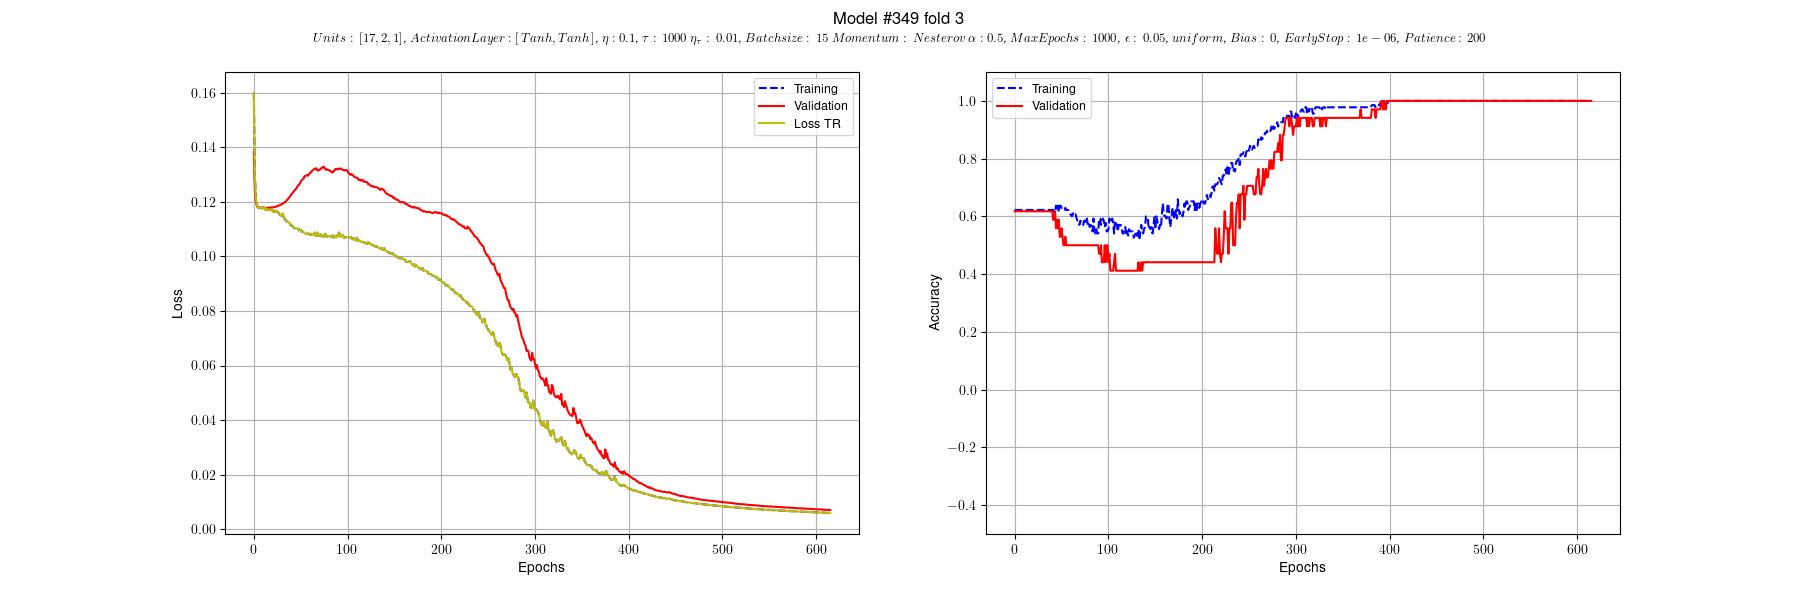 Model #349 fold 3
Units : [17, 2, 1], ActivationLayer : [Tanh, Tanh], η : 0.1, τ : 1000 ητ : 0.01, Batchsize : 15 Momentum : Nesterov α : 0.5, MaxEpochs : 1000, ϵ : 0.05, uniform, Bias : 0, EarlyStop : 1e − 06, Patience : 200
Training
Validation
Loss TR
0.16
0.14
0.12
0.10
0.08
0.06
0.04
0.02
0.00
Loss
0 100 200 300 400 500 600
Epochs
Training
Validation
1.0
0.8
0.6
0.4
0.2
0.0
−0.2
−0.4
Accuracy
0 100 200 300 400 500 600
Epochs